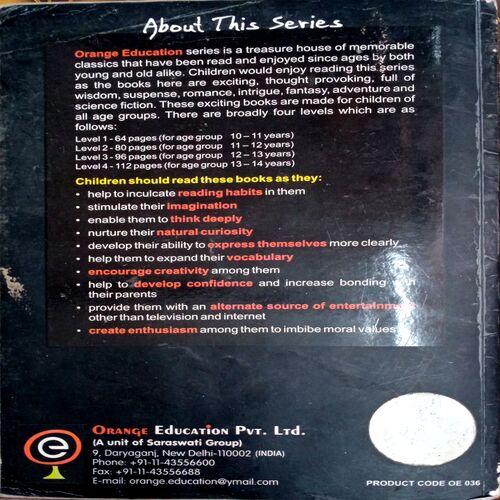 About This Series
Orange Education series is a treasure house of memorable
classics that have been read and enjoyed since ages by both
young and old alike. Children would enjoy reading this series
as the books here are exciting, thought provoking, full of
wisdom, suspense, romance, intrigue, fantasy, adventure and
science fiction. These exciting books are made for children of
all age groups. There are broadly four levels which are as
follows:
Level 1 - 64 pages (for age group 10 – 11 years)
Level 2 - 80 pages (for age group 11 – 12 years)
Level 3 - 96 pages (for age group 12 – 13 years)
Level 4 - 112 pages (for age group 13 – 14 years)
Children should read these books as they:
• help to inculcate reading habits in them
• stimulate their imagination
• enable them to think deeply
• nurture their natural curiosity
• develop their ability to express themselves more clearly
• help them to expand their vocabulary
• encourage creativity among them
• help to develop confidence and increase bonding with
their parents
• provide them with an alternate source of entertainment
other than television and internet
• create enthusiasm among them to imbibe moral values
e
ORANGE EDUCATION PVT. LTD.
(A unit of Saraswati Group)
9, Daryaganj, New Delhi-110002 (INDIA)
Phone: +91-11-43556600
Fax: +91-11-43556688
E-mail: orange.education@ymail.com
PRODUCT CODE OE 036